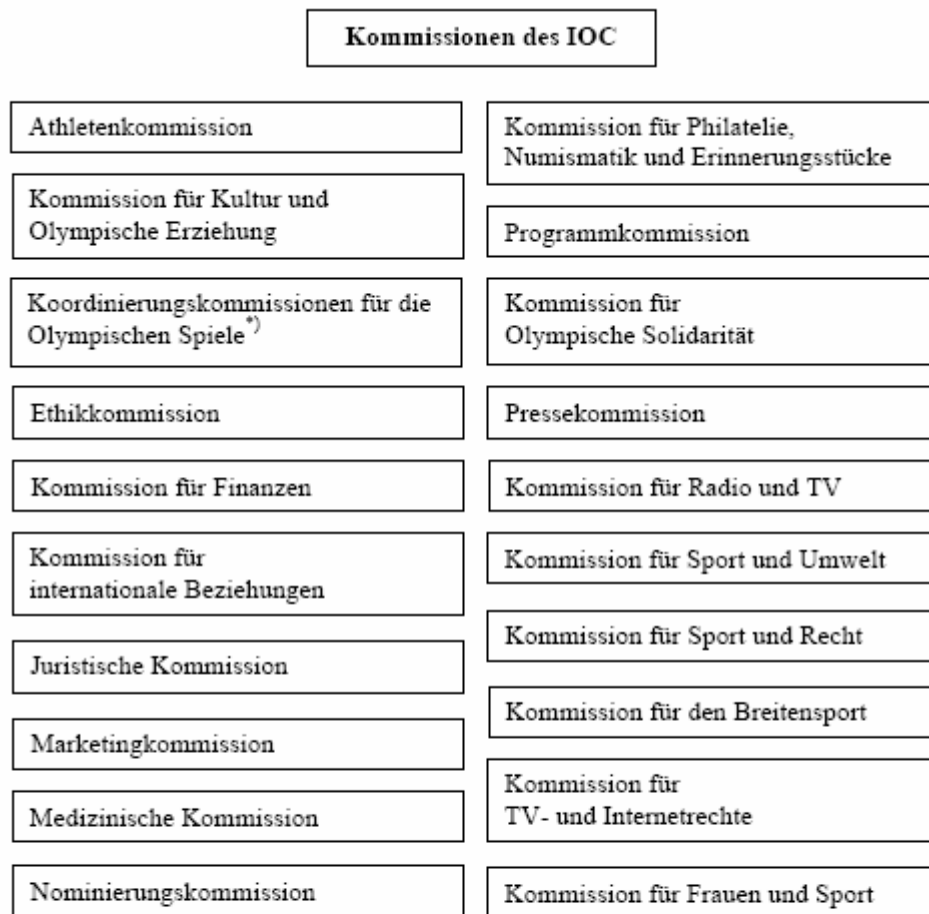 Kommissionen des IOC
Athletenkommission
Kommission für Kultur und
Olympische Erziehung
Koordinierungskommissionen für die
Olympischen Spiele*)
Ethikkommission
Kommission für Finanzen
Kommission für
internationale Beziehungen
Juristische Kommission
Marketingkommission
Medizinische Kommission
Nominierungskommission
Kommission für Philatelie,
Numismatik und Erinnerungsstücke
Programmkommission
Kommission für
Olympische Solidarität
Pressekommission
Kommission für Radio und TV
Kommission für Sport und Umwelt
Kommission für Sport und Recht
Kommission für den Breitensport
Kommission für
TV- und Internetrechte
Kommission für Frauen und Sport